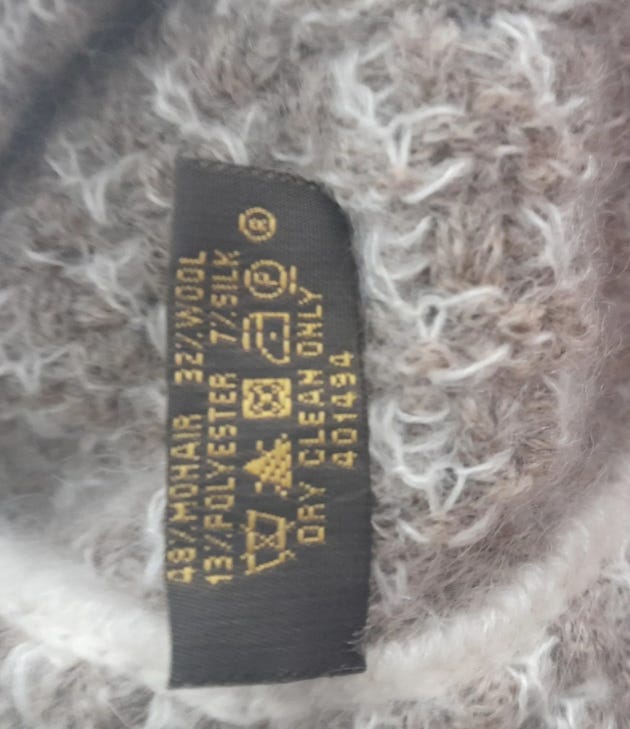 48% MOHAIR 32% WOOL
13% POLYESTER 7% SILK
P ®
DRY CLEAN ONLY
401494